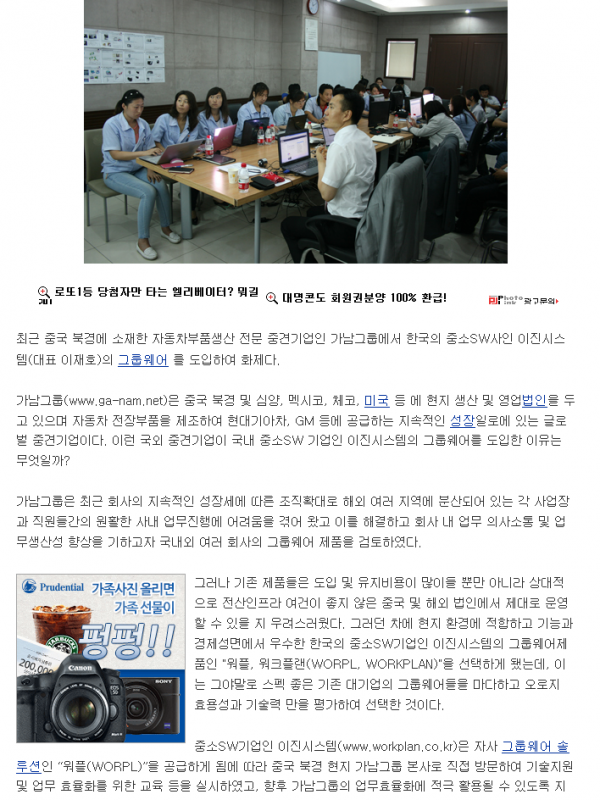 로또1등 당첨자만 타는 엘리베이터? 뭐길
대명콘도 회원권분양 100% 환급!
Photo link 광고문의
최근 중국 북경에 소재한 자동차부품생산 전문 중견기업인 가남그룹에서 한국의 중소SW사인 이진시스
템(대표 이재호)의 그룹웨어 를 도입하여 화제다.
가남그룹(www.ga-nam.net)은 중국 북경 및 심양, 멕시코, 체코, 미국 등 에 현지 생산 및 영업법인을 두
고 있으며 자동차 전장부품을 제조하여 현대기아차, GM 등에 공급하는 지속적인 성장일로에 있는 글로
벌 중견기업이다. 이런 국외 중견기업이 국내 중소SW 기업인 이진시스템의 그룹웨어를 도입한 이유는
무엇일까?
가남그룹은 최근 회사의 지속적인 성장세에 따른 조직확대로 해외 여러 지역에 분산되어 있는 각 사업장
과 직원들간의 원활한 사내 업무진행에 어려움을 겪어 왔고 이를 해결하고 회사 내 업무 의사소통 및 업
무생산성 향상을 기하고자 국내외 여러 회사의 그룹웨어 제품을 검토하였다.
Prudential 가족사진 올리면
가족 선물이
펑펑!!
STARBUCKS
200,000
Canon
SONY
그러나 기존 제품들은 도입 및 유지비용이 많이들 뿐만 아니라 상대적
으로 전산인프라 여건이 좋지 않은 중국 및 해외 법인에서 제대로 운영
할 수 있을 지 우려스러웠다. 그러던 차에 현지 환경에 적합하고 기능과
경제성면에서 우수한 한국의 중소SW기업인 이진시스템의 그룹웨어제
품인 "워플, 워크플랜(WORPL, WORKPLAN)"을 선택하게 됐는데, 이
는 그야말로 스펙 좋은 기존 대기업의 그룹웨어들을 마다하고 오로지
효용성과 기술력 만을 평가하여 선택한 것이다.
중소SW기업인 이진시스템(www.workplan.co.kr)은 자사 그룹웨어 솔
루션인 “워플(WORPL)”을 공급하게 됨에 따라 중국 북경 현지 가남그룹 본사로 직접 방문하여 기술지원
및 업무 효율화를 위한 교육 등을 실시하였고, 향후 가남그룹의 업무효율화에 적극 활용될 수 있도록 지